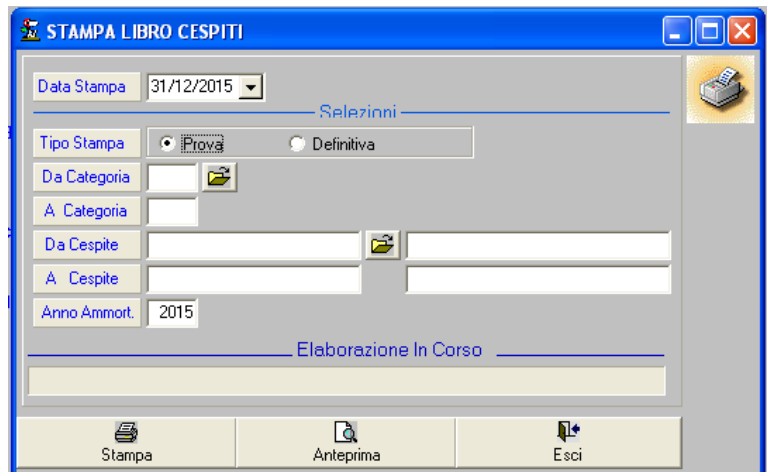 STAMPA LIBRO CESPITI
Data Stampa 31/12/2015
Selezioni
Tipo Stampa Prova Definitiva
Da Categoria
A Categoria
Da Cespite
A Cespite
Anno Ammort. 2015
Elaborazione In Corso
Stampa Anteprima Esci